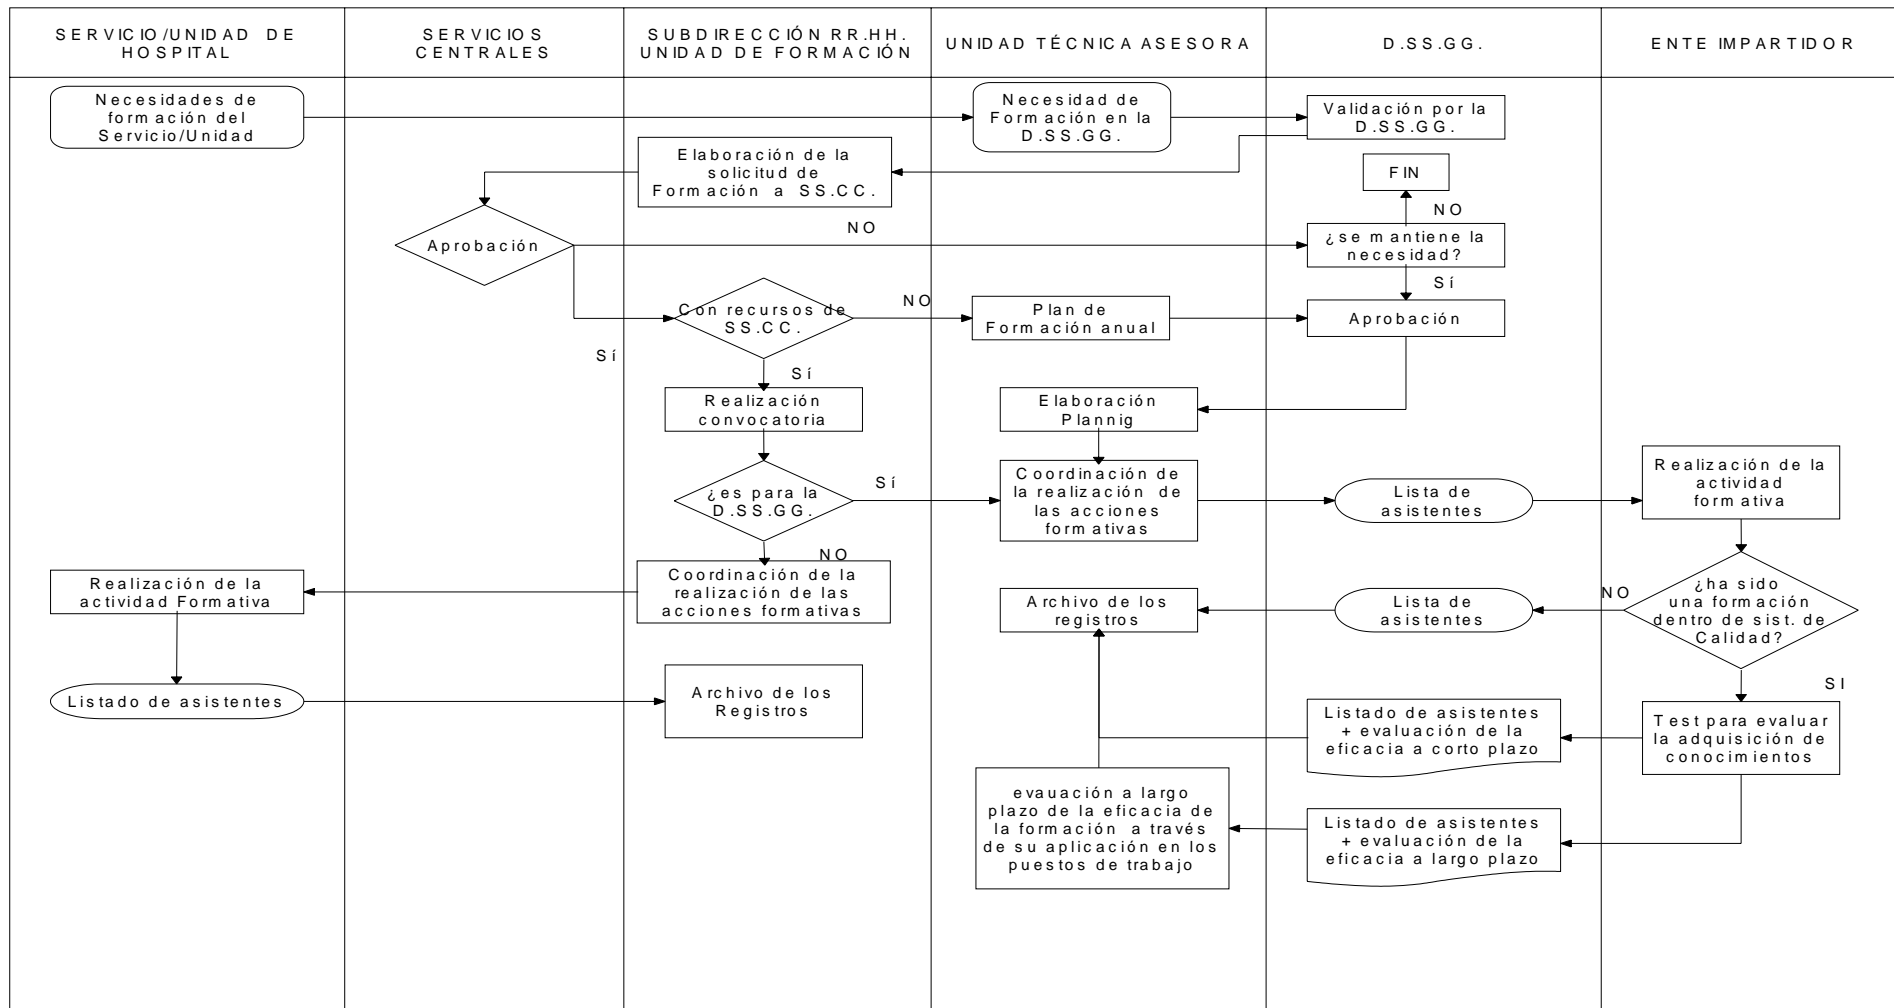 SERVICIO/UNIDAD DE
HOSPITAL
SERVICIOS
CENTRALES
SUBDIRECCIÓN RR.HH.
UNIDAD DE FORMACIÓN
UNIDAD TÉCNICA ASESORA
D.SS.GG.
ENTE IMPARTIDOR
Necesidades de
formación del
Servicio/Unidad
Necesidad de
Formación en la
D.SS.GG.
Validación por la
D.SS.GG.
Elaboración de la
solicitud de
Formación a SS.CC.
FIN
NO
Aprobación
NO
¿se mantiene la
necesidad?
Sí
Con recursos de
SS.CC.
NO
Plan de
Formación anual
Aprobación
Sí
Sí
Realización
convocatoria
Elaboración
Plannig
¿es para la
D.SS.GG.
Sí
Coordinación de
la realización de
las acciones
formativas
Lista de
asistentes
Realización de la
actividad
formativa
NO
Realización de la
actividad Formativa
Coordinación de la
realización de las
acciones formativas
Archivo de los
registros
Lista de
asistentes
NO
¿ha sido
una formación
dentro de sist. de
Calidad?
SI
Listado de asistentes
Archivo de los
Registros
Listado de asistentes
+ evaluación de la
eficacia a corto plazo
Test para evaluar
la adquisición de
conocimientos
evauación a largo
plazo de la eficacia de
la formación a través
de su aplicación en los
puestos de trabajo
Listado de asistentes
+ evaluación de la
eficacia a largo plazo